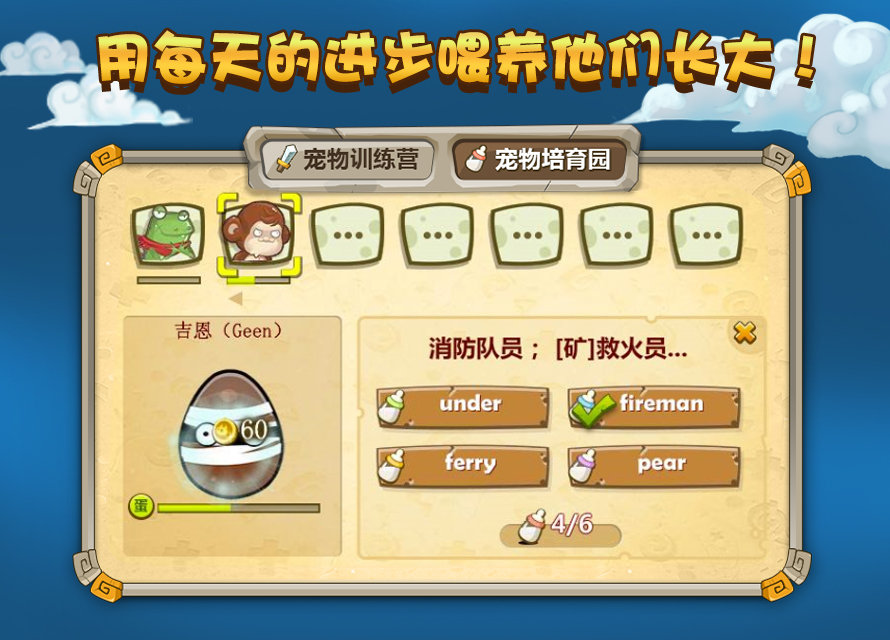 用每天的进步喂养他们长大！
宠物训练营
宠物培育园
吉恩（Geen）
60
蛋
消防队员； [矿]救火员...
under
fireman
ferry
pear
4/6